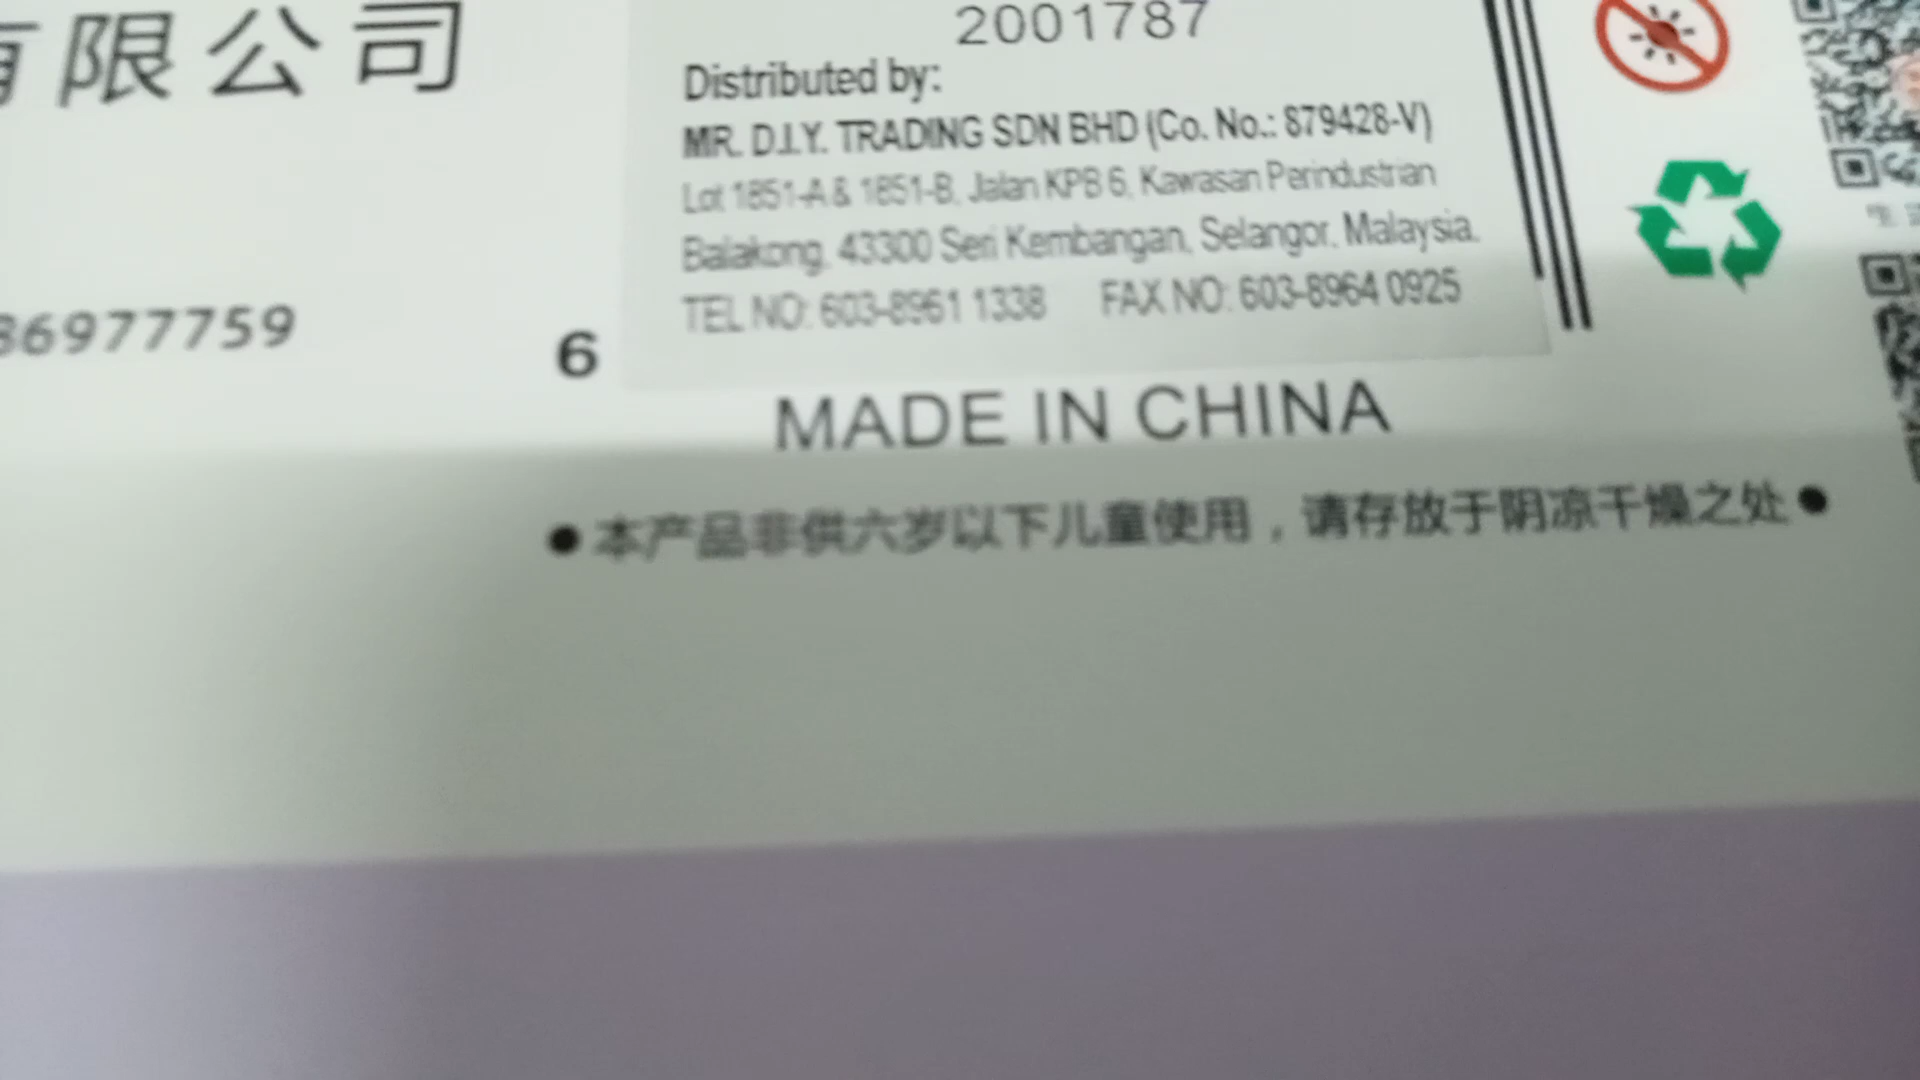 有限公司
2001787
Distributed by:
MR. D.I.Y. TRADING SDN BHD (Co. No.: 879428-V)
Lot 1851-A & 1851-B, Jalan KPB 6, Kawasan Perindustrian
Balakong, 43300 Seri Kembangan, Selangor, Malaysia.
TEL NO: 603-8961 1338 FAX NO: 603-8964 0925
86977759
6
MADE IN CHINA
●本产品非供六岁以下儿童使用，请存放于阴凉干燥之处●